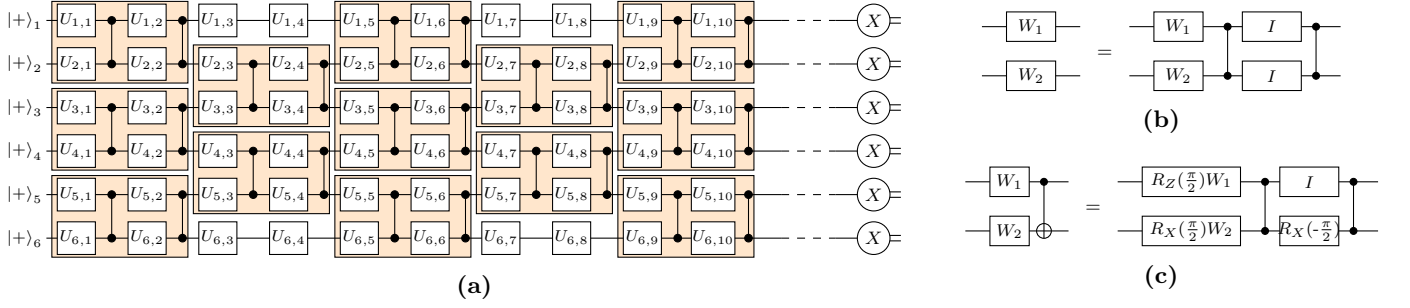 |+⟩₁ U₁,₁ U₁,₂ U₁,₃ U₁,₄ U₁,₅ U₁,₆ U₁,₇ U₁,₈ U₁,₉ U₁,₁₀ X
|+⟩₂ U₂,₁ U₂,₂ U₂,₃ U₂,₄ U₂,₅ U₂,₆ U₂,₇ U₂,₈ U₂,₉ U₂,₁₀ X
|+⟩₃ U₃,₁ U₃,₂ U₃,₃ U₃,₄ U₃,₅ U₃,₆ U₃,₇ U₃,₈ U₃,₉ U₃,₁₀ X
|+⟩₄ U₄,₁ U₄,₂ U₄,₃ U₄,₄ U₄,₅ U₄,₆ U₄,₇ U₄,₈ U₄,₉ U₄,₁₀ X
|+⟩₅ U₅,₁ U₅,₂ U₅,₃ U₅,₄ U₅,₅ U₅,₆ U₅,₇ U₅,₈ U₅,₉ U₅,₁₀ X
|+⟩₆ U₆,₁ U₆,₂ U₆,₃ U₆,₄ U₆,₅ U₆,₆ U₆,₇ U₆,₈ U₆,₉ U₆,₁₀ X
(a)
W₁ = W₁ I
W₂ W₂ I
(b)
W₁ = R_Z(π/2)W₁ I
W₂ R_X(π/2)W₂ R_X(-π/2)
(c)